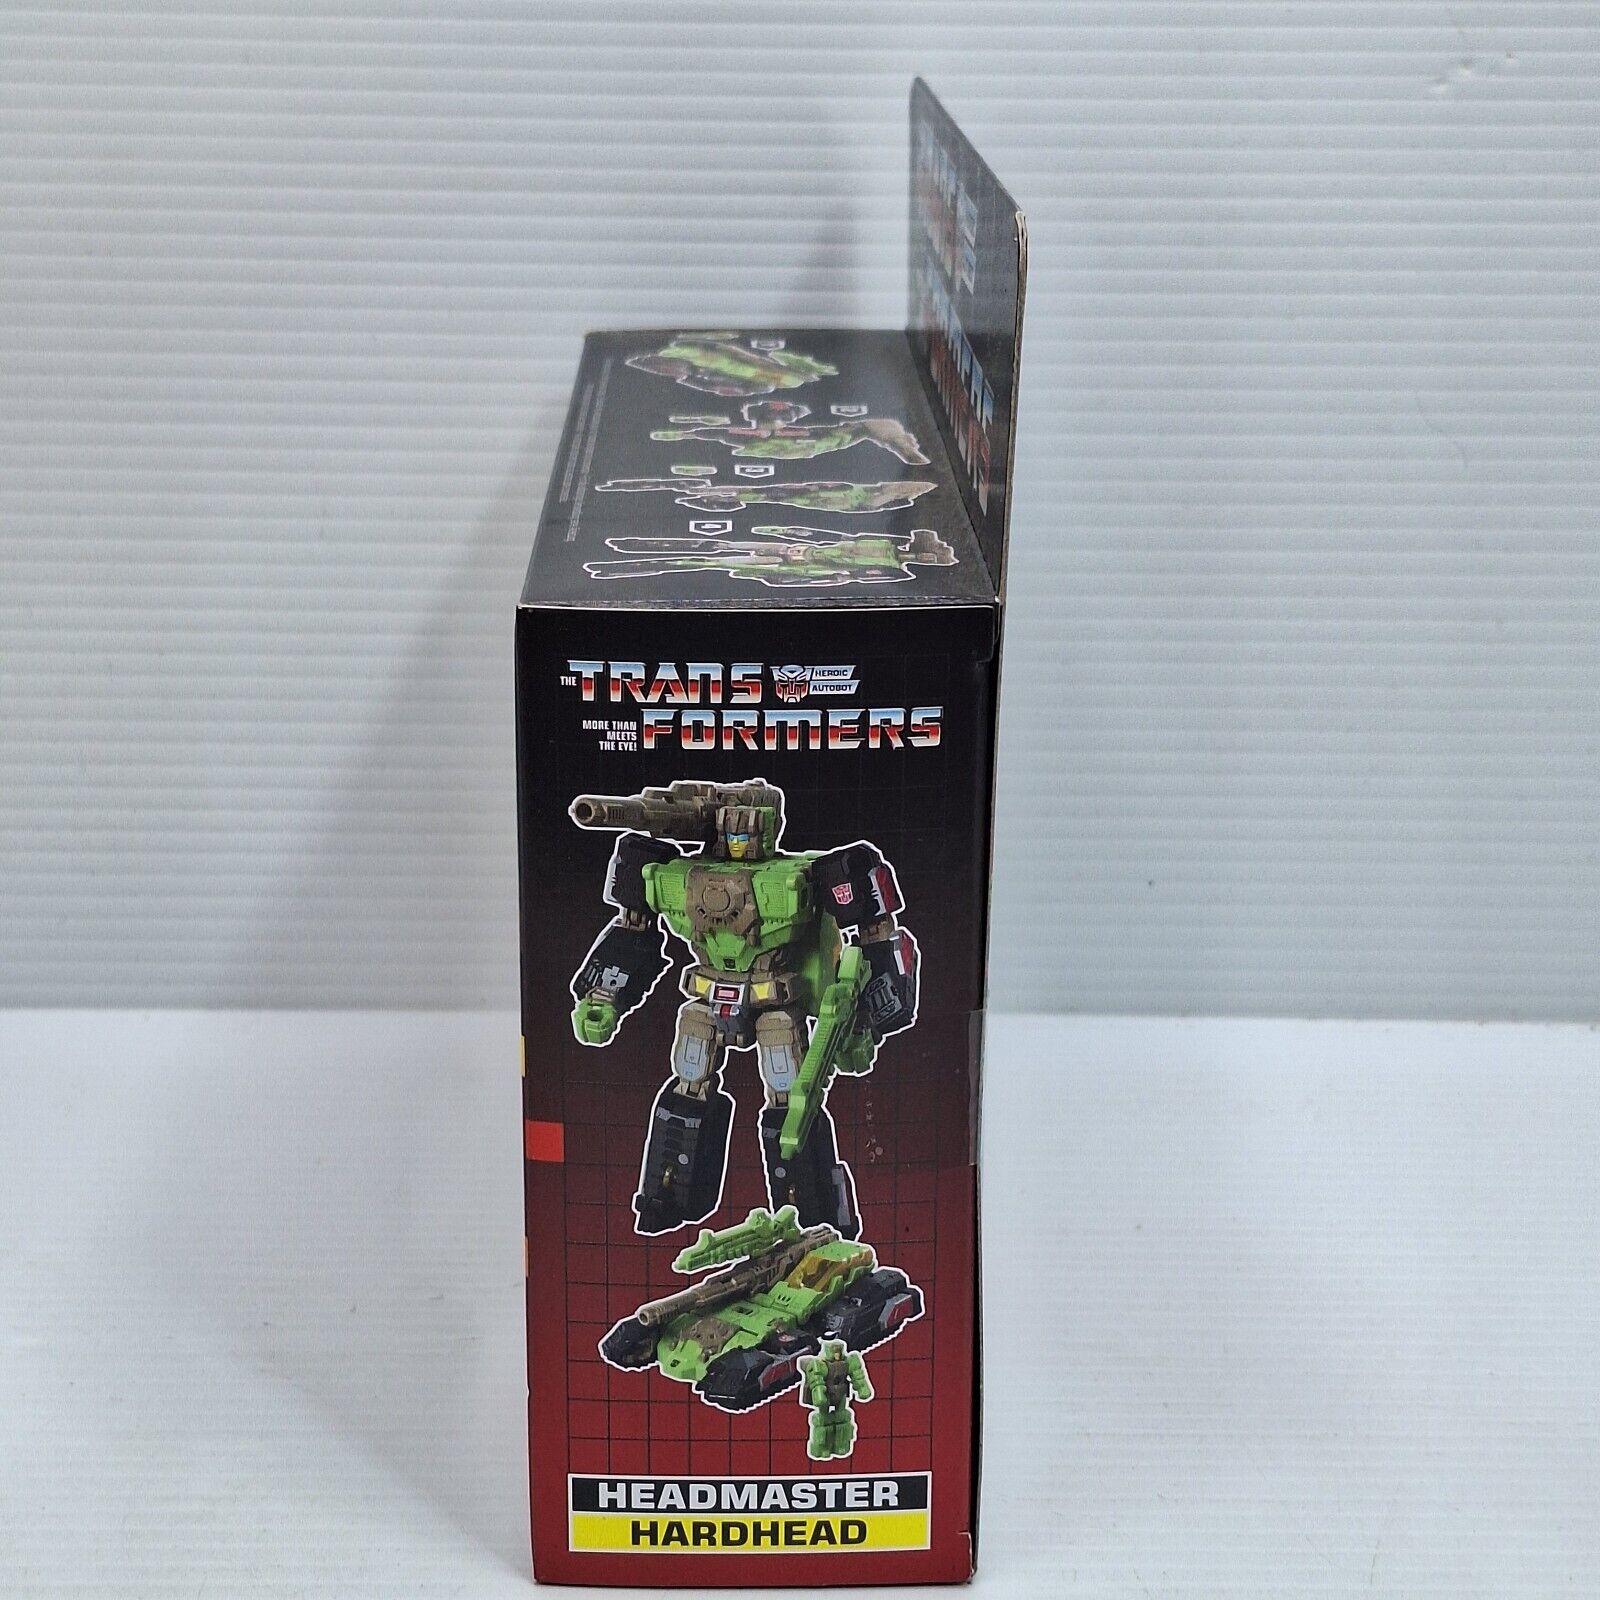 THE TRANS HEROIC AUTOBOT
MORE THAN MEETS THE EYE! FORMERS
HEADMASTER
HARDHEAD